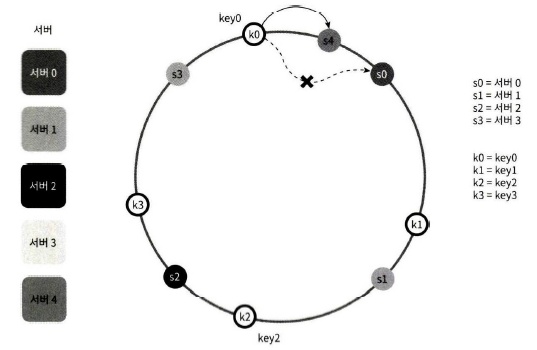 서버
서버 0
서버 1
서버 2
서버 3
서버 4
key0
k0
s4
s3
s0
k3
k1
s2
s1
k2
key2
s0 = 서버 0
s1 = 서버 1
s2 = 서버 2
s3 = 서버 3
k0 = key0
k1 = key1
k2 = key2
k3 = key3